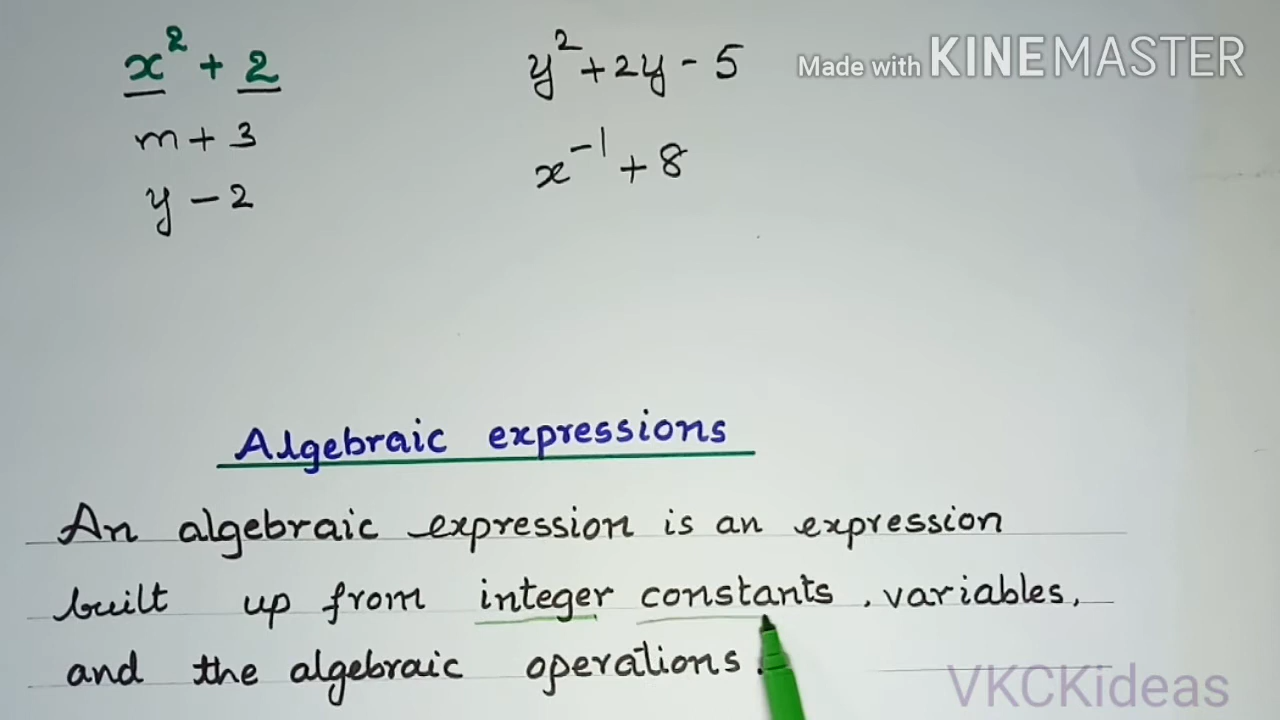 x² + 2
m + 3
y - 2
y² + 2y - 5
x⁻¹ + 8
Made with KINEMASTER
Algebraic expressions
An algebraic expression is an expression
built up from integer constants, variables,
and the algebraic operations.
VKCKideas